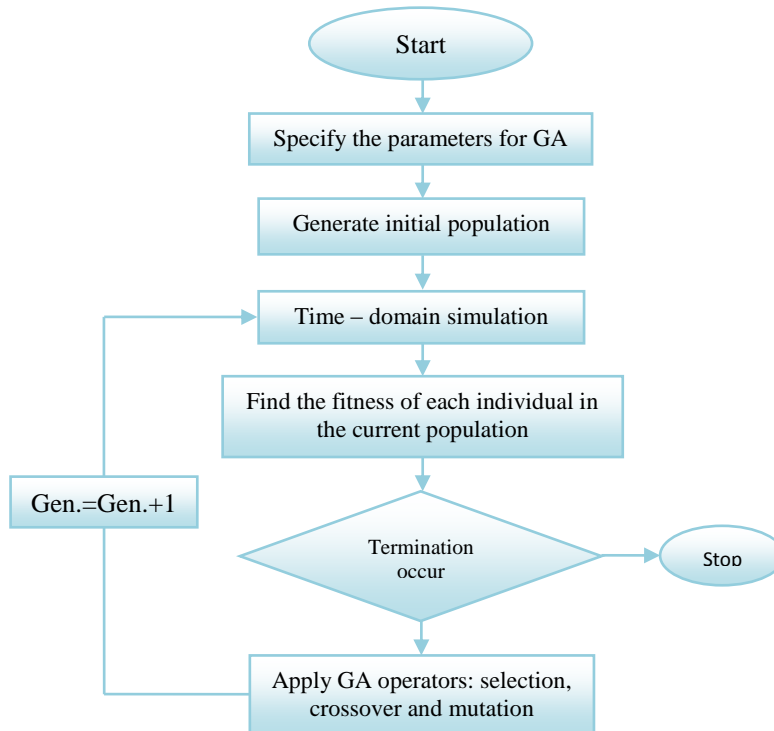 Start
Specify the parameters for GA
Generate initial population
Time – domain simulation
Find the fitness of each individual in
the current population
Gen.=Gen.+1
Termination
occur
Stop
Apply GA operators: selection,
crossover and mutation